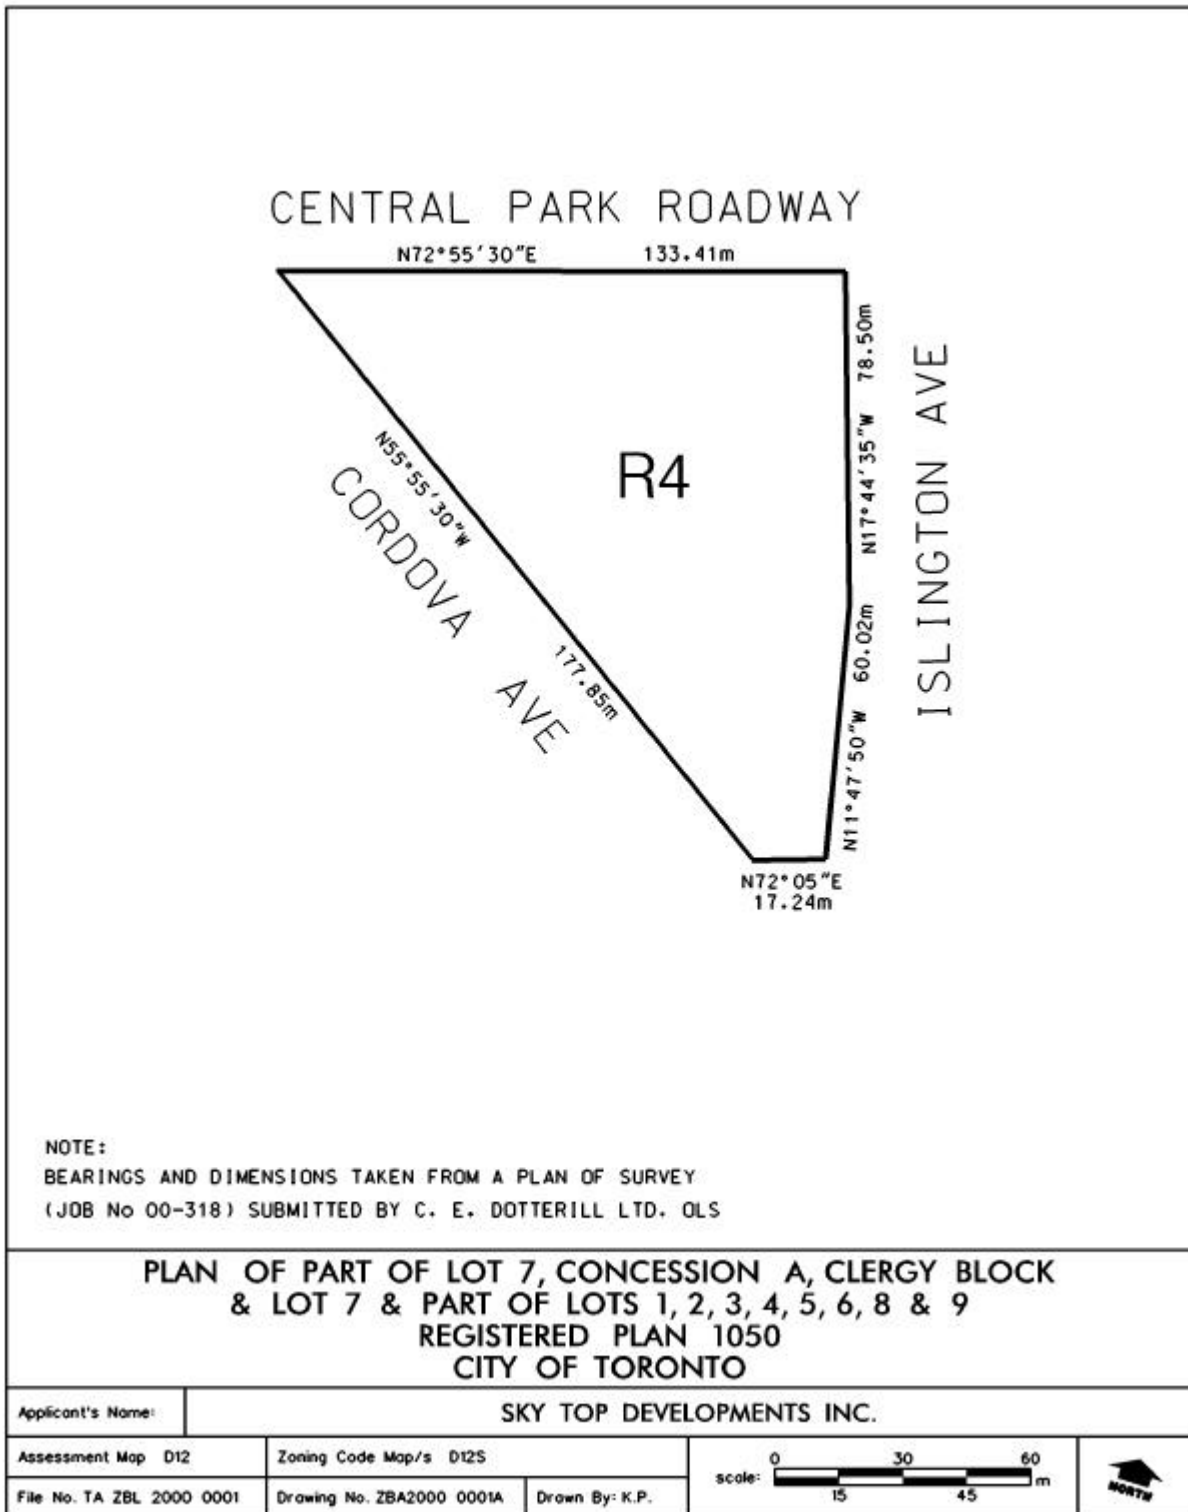 CENTRAL PARK ROADWAY
N72°55'30"E 133.41m
78.50m
N17°44'35"W
ISLINGTON AVE
R4
N55°55'30"W
CORDOVA AVE
177.85m
60.02m
N11°47'50"W
N72°05"E
17.24m
NOTE:
BEARINGS AND DIMENSIONS TAKEN FROM A PLAN OF SURVEY
(JOB No 00-318) SUBMITTED BY C. E. DOTTERILL LTD. OLS
PLAN OF PART OF LOT 7, CONCESSION A, CLERGY BLOCK
& LOT 7 & PART OF LOTS 1, 2, 3, 4, 5, 6, 8 & 9
REGISTERED PLAN 1050
CITY OF TORONTO
Applicant's Name: SKY TOP DEVELOPMENTS INC.
Assessment Map D12
Zoning Code Map/s D12S
File No. TA ZBL 2000 0001
Drawing No. ZBA2000 0001A
Drawn By: K.P.
0 30 60
scale: m
15 45
NORTH